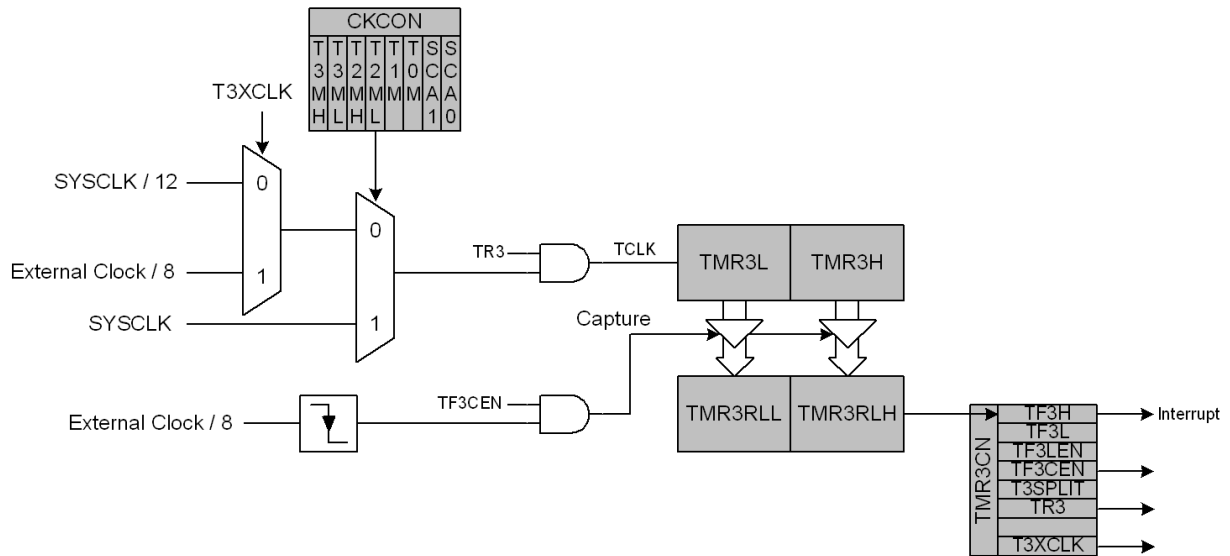 CKCON
T3MH T3ML T2MH T2ML T1M T0M SCA1 SCA0
T3XCLK
SYSCLK / 12
0
External Clock / 8
1
SYSCLK
0
1
TR3
TCLK
TMR3L
TMR3H
Capture
External Clock / 8
TF3CEN
TMR3RLL
TMR3RLH
TMR3CN
TF3H
Interrupt
TF3L
TF3LEN
TF3CEN
T3SPLIT
TR3
T3XCLK